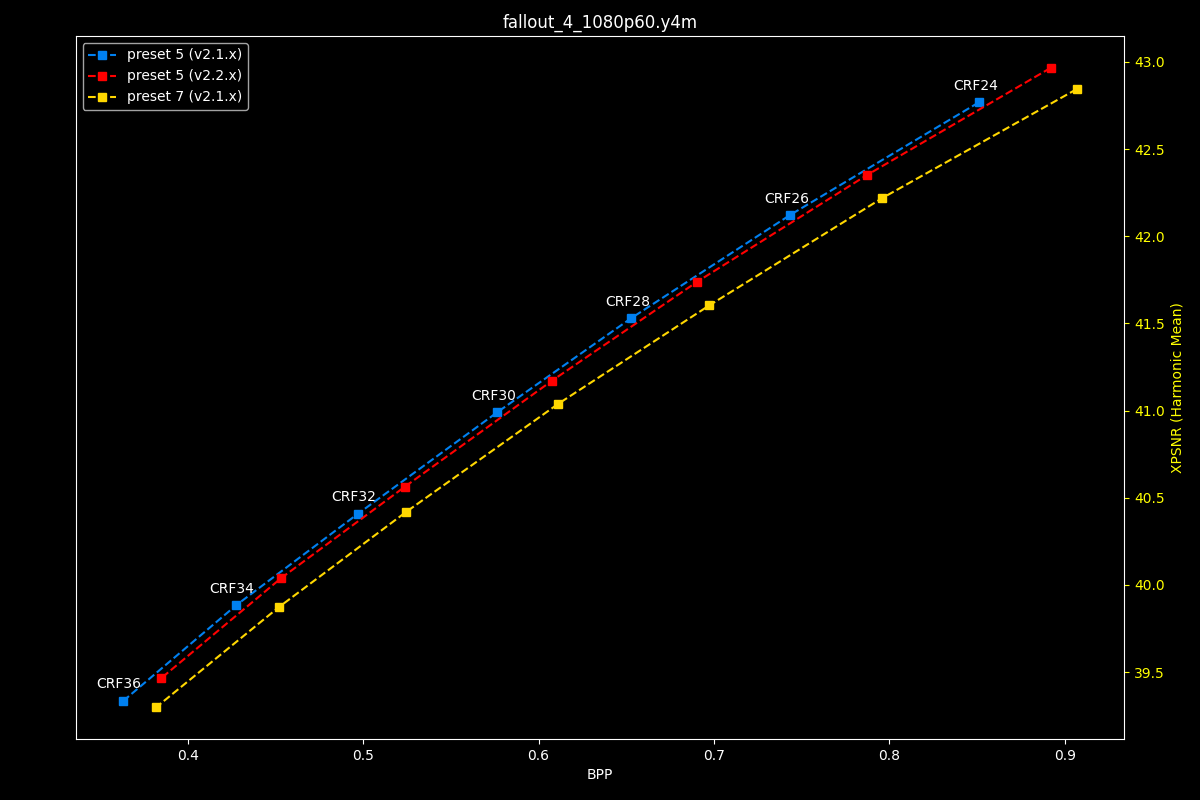 fallout_4_1080p60.y4m
preset 5 (v2.1.x)
preset 5 (v2.2.x)
preset 7 (v2.1.x)
CRF24
CRF26
CRF28
CRF30
CRF32
CRF34
CRF36
43.0
42.5
42.0
41.5
41.0
40.5
40.0
39.5
XPSNR (Harmonic Mean)
0.4
0.5
0.6
0.7
0.8
0.9
BPP